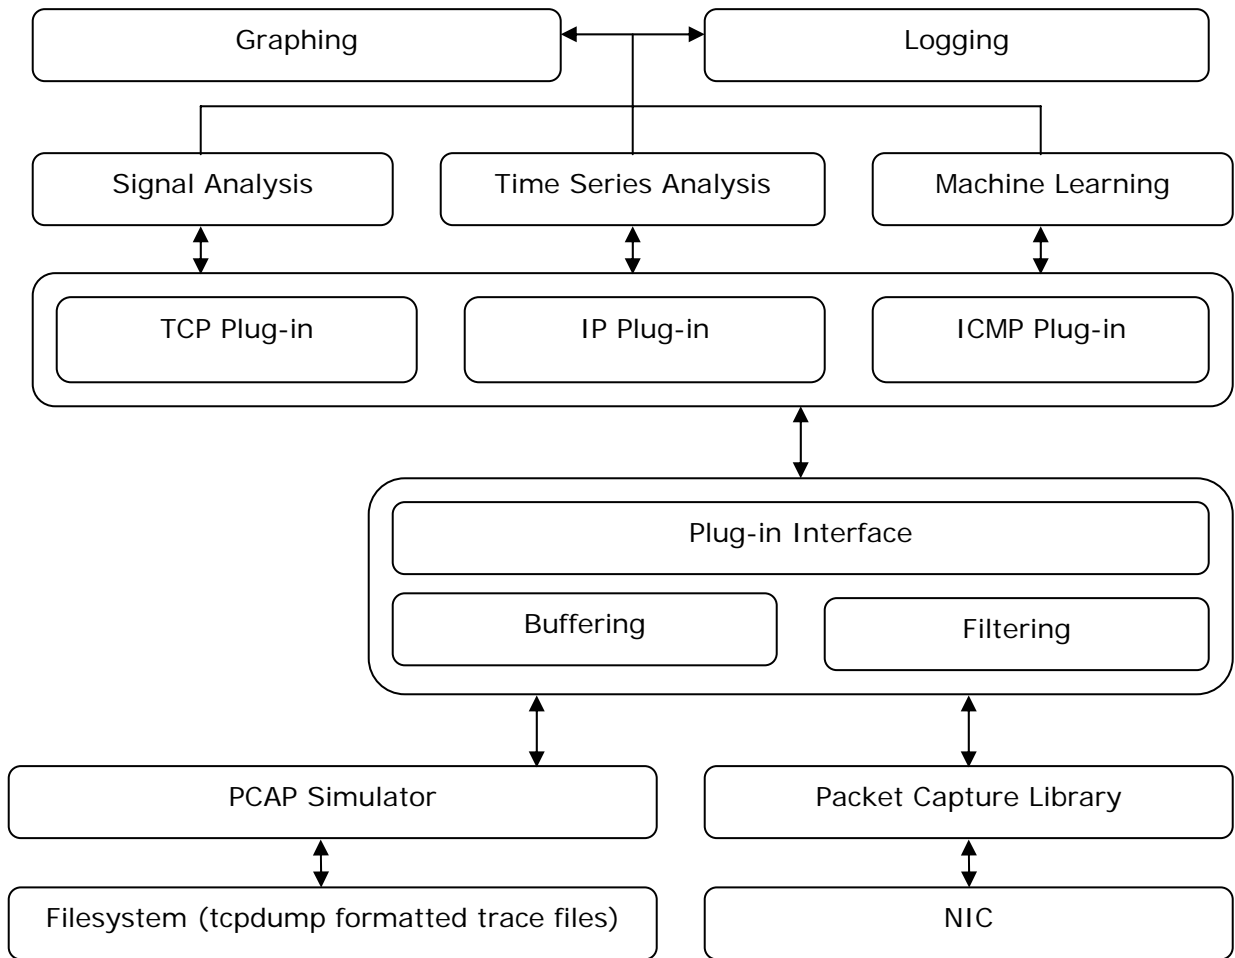 Graphing
Logging
Signal Analysis
Time Series Analysis
Machine Learning
TCP Plug-in
IP Plug-in
ICMP Plug-in
Plug-in Interface
Buffering
Filtering
PCAP Simulator
Packet Capture Library
Filesystem (tcpdump formatted trace files)
NIC